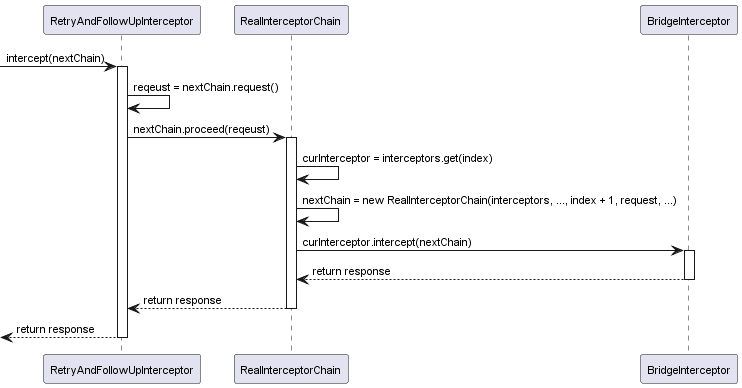 RetryAndFollowUpInterceptor RealInterceptorChain BridgeInterceptor
intercept(nextChain)
reqeust = nextChain.request()
nextChain.proceed(reqeust)
curInterceptor = interceptors.get(index)
nextChain = new RealInterceptorChain(interceptors, ..., index + 1, request, ...)
curInterceptor.intercept(nextChain)
return response
return response
return response
RetryAndFollowUpInterceptor RealInterceptorChain BridgeInterceptor